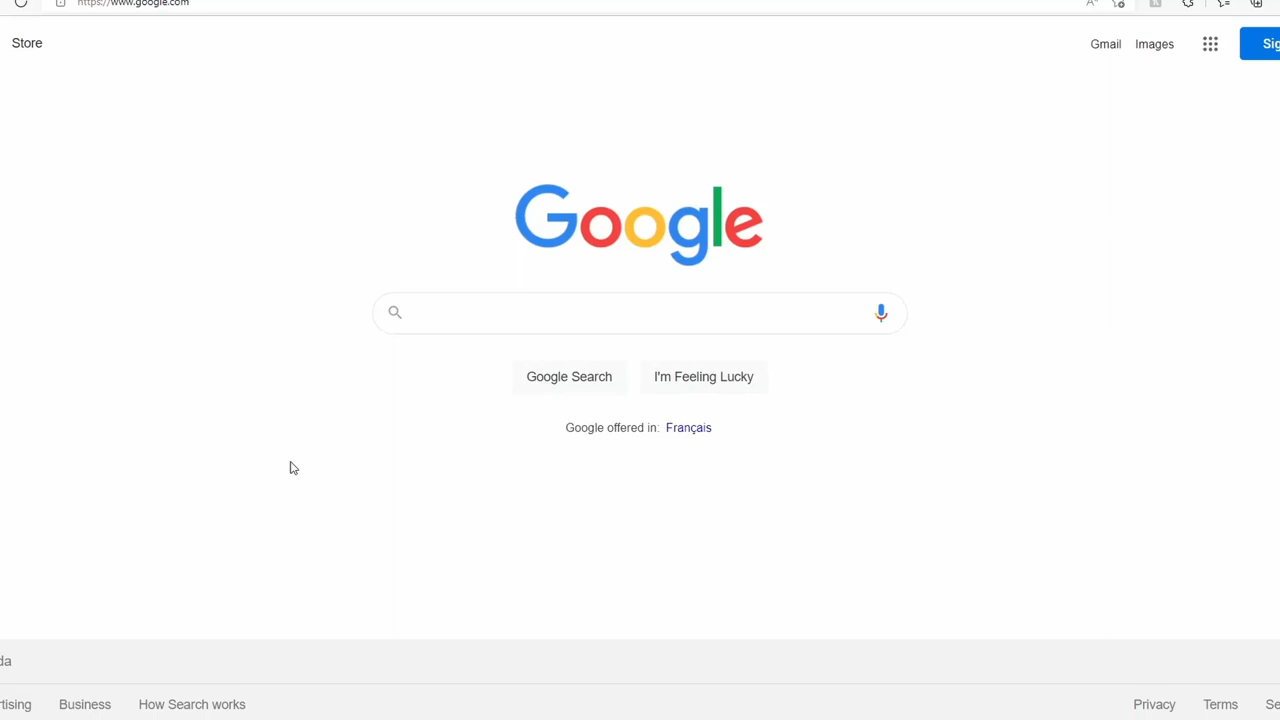 https://www.google.com
Store
Gmail Images
Google
Google Search I'm Feeling Lucky
Google offered in: Français
Business How Search works
Privacy Terms